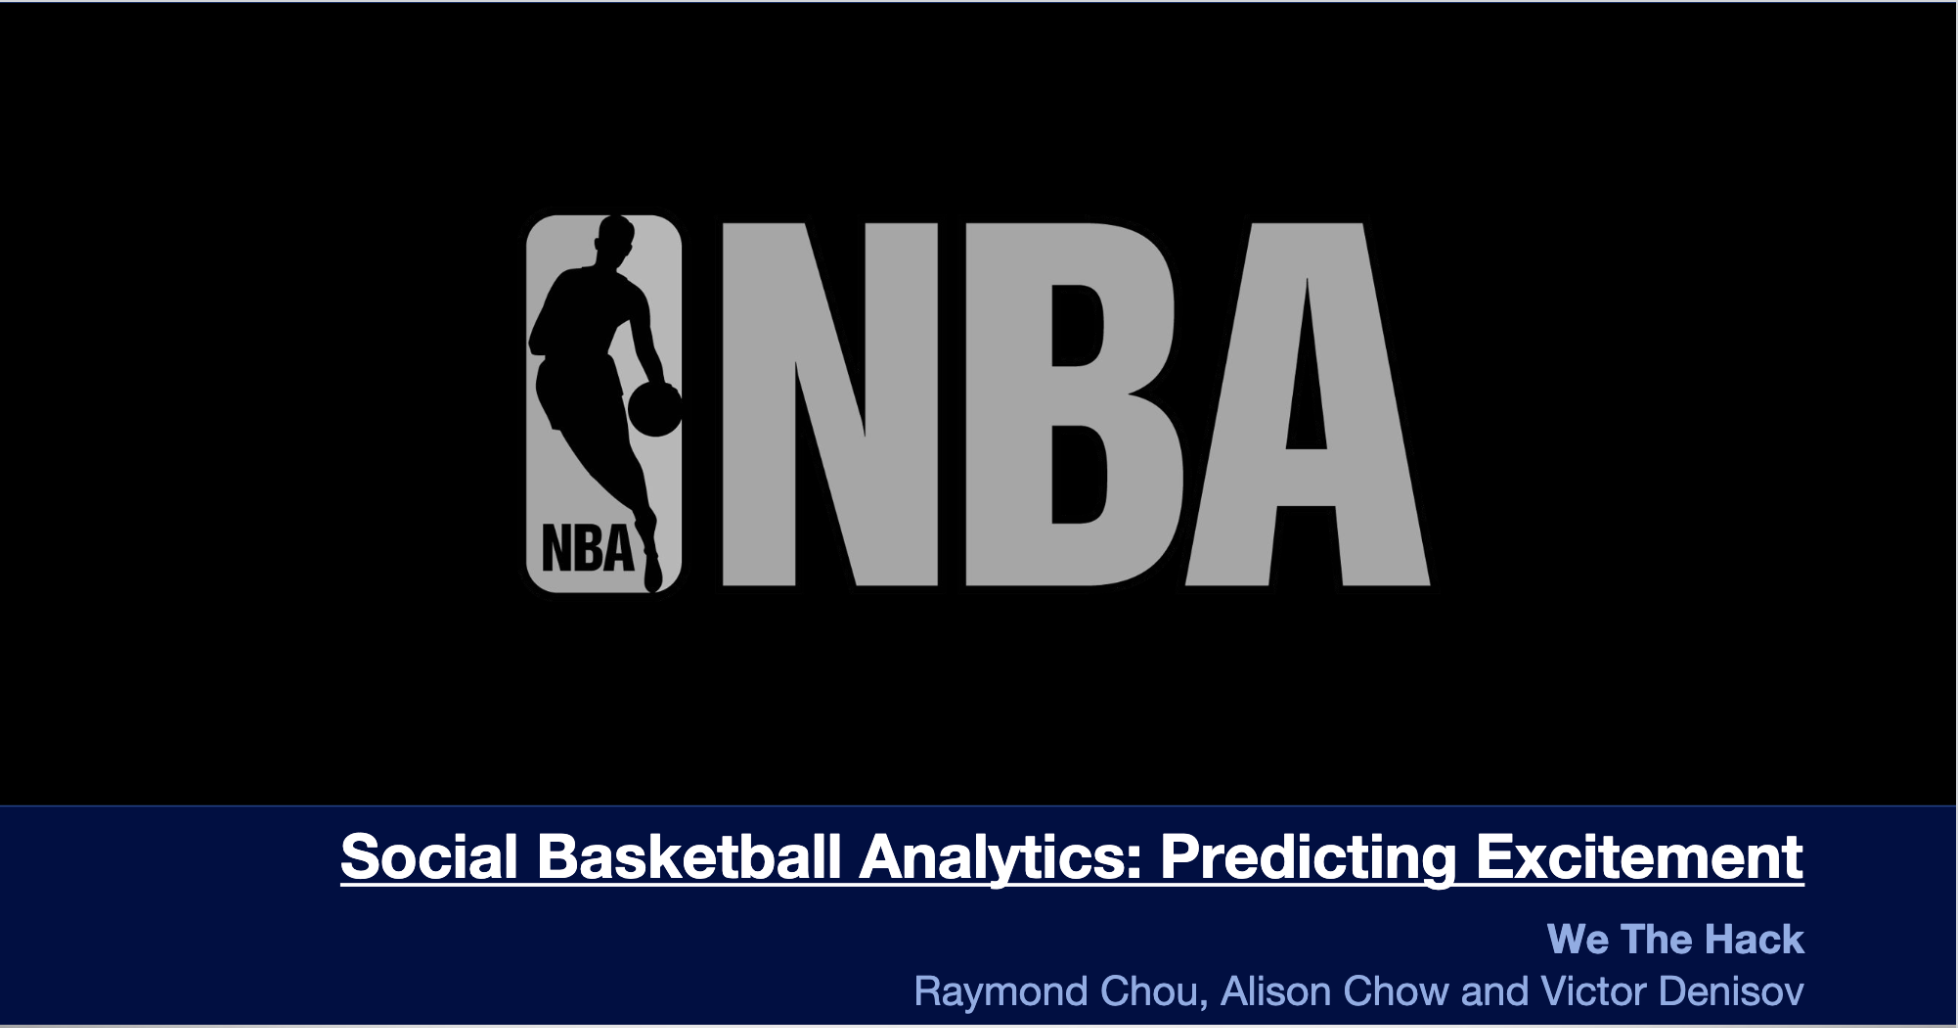 NBA
NBA
Social Basketball Analytics: Predicting Excitement
We The Hack
Raymond Chou, Alison Chow and Victor Denisov